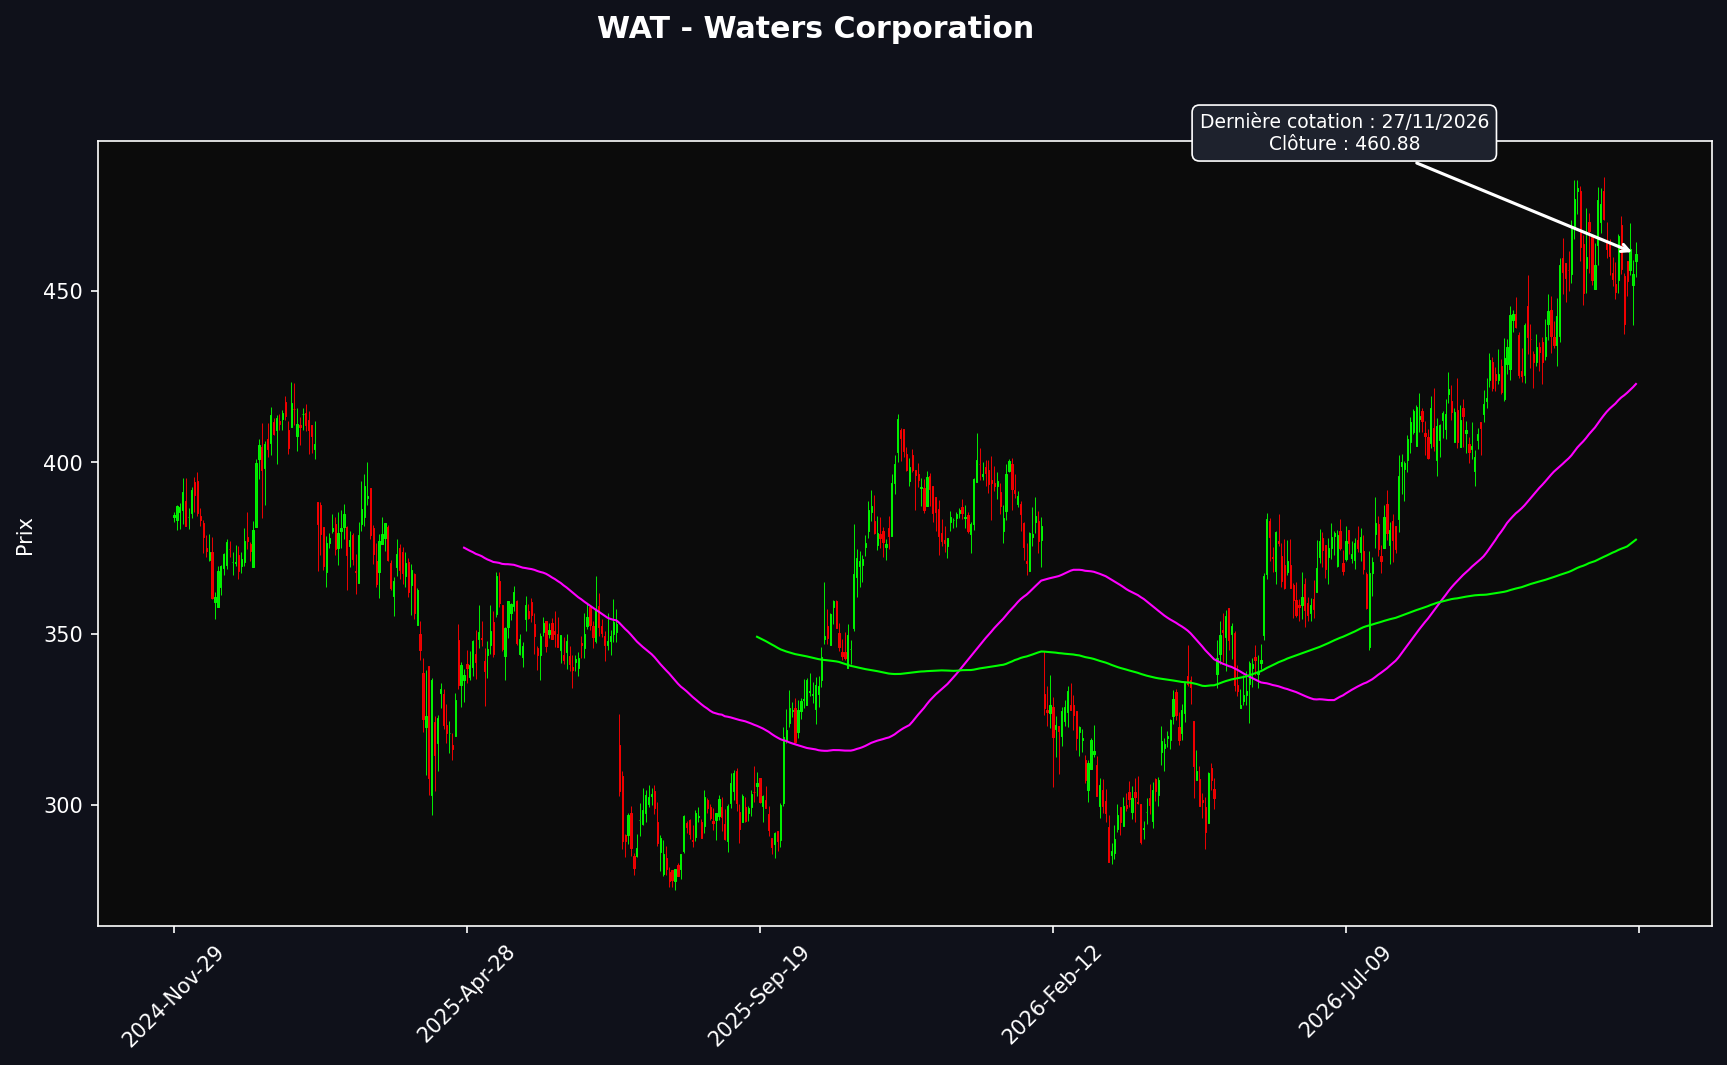 WAT - Waters Corporation
Dernière cotation : 27/11/2026
Clôture : 460.88
Prix
450
400
350
300
2024-Nov-29
2025-Apr-28
2025-Sep-19
2026-Feb-12
2026-Jul-09